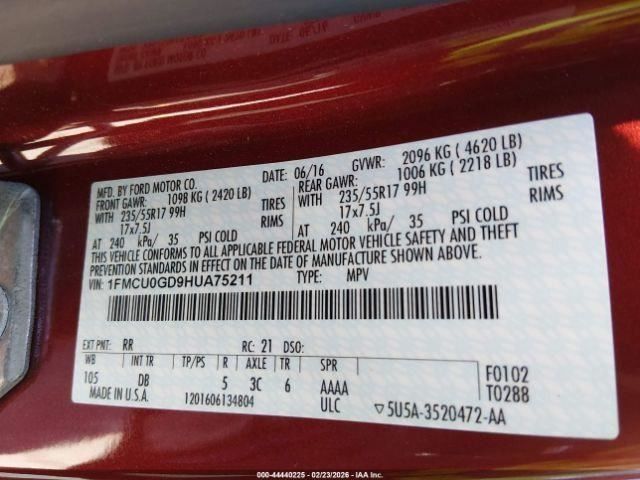 MFD. BY FORD MOTOR CO.
DATE: 06/16 GVWR: 2096 KG ( 4620 LB)
FRONT GAWR: 1098 KG ( 2420 LB) REAR GAWR: 1006 KG ( 2218 LB)
WITH 235/55R17 99H TIRES WITH 235/55R17 99H TIRES
17x7.5J RIMS 17x7.5J RIMS
AT 240 kPa/ 35 PSI COLD AT 240 kPa/ 35 PSI COLD
THIS VEHICLE CONFORMS TO ALL APPLICABLE FEDERAL MOTOR VEHICLE SAFETY AND THEFT
PREVENTION STANDARDS IN EFFECT ON THE DATE OF MANUFACTURE SHOWN ABOVE.
VIN: 1FMCU0GD9HUA75211 TYPE: MPV
EXT PNT: RR RC: 21 DSO:
WB INT TR TP/PS R AXLE TR SPR
105 DB 5 3C 6 AAAA F0102
MADE IN U.S.A. 1201606134804 ULC T0288
▽5U5A-3520472-AA
000-44440225 - 02/23/2026 - IAA Inc.